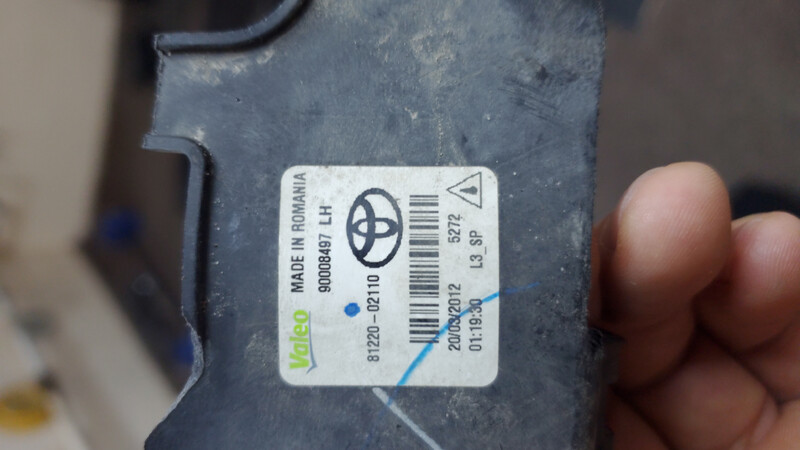 Valeo MADE IN ROMANIA
90008497 LH
81220-02110
20/03/2012 5272
01:19:30 L3_SP